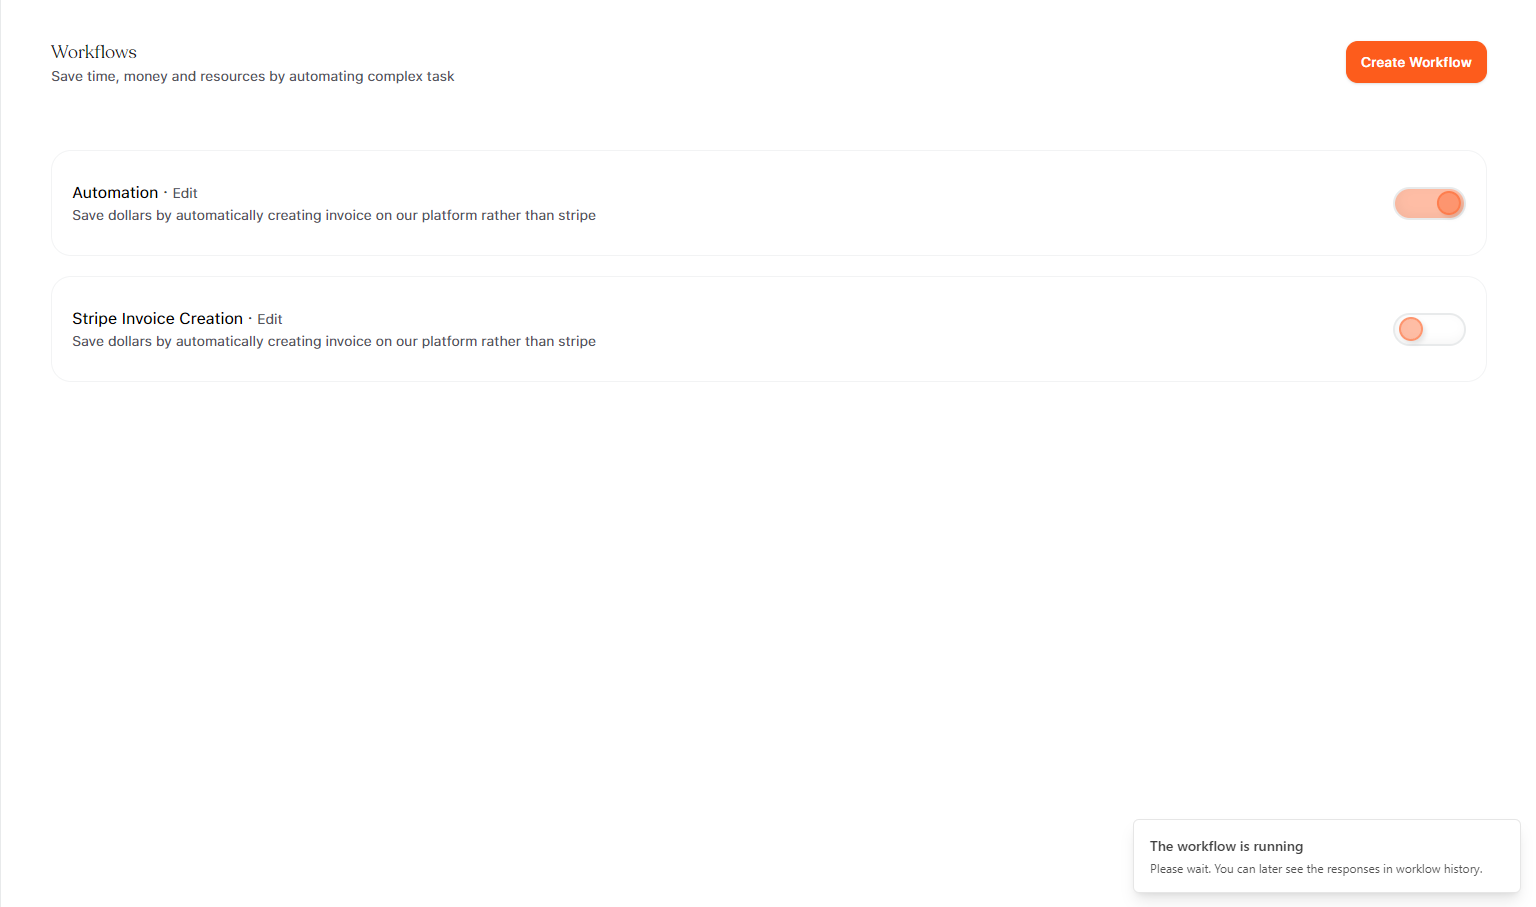 Workflows
Save time, money and resources by automating complex task
Create Workflow
Automation · Edit
Save dollars by automatically creating invoice on our platform rather than stripe
Stripe Invoice Creation · Edit
Save dollars by automatically creating invoice on our platform rather than stripe
The workflow is running
Please wait. You can later see the responses in worklow history.